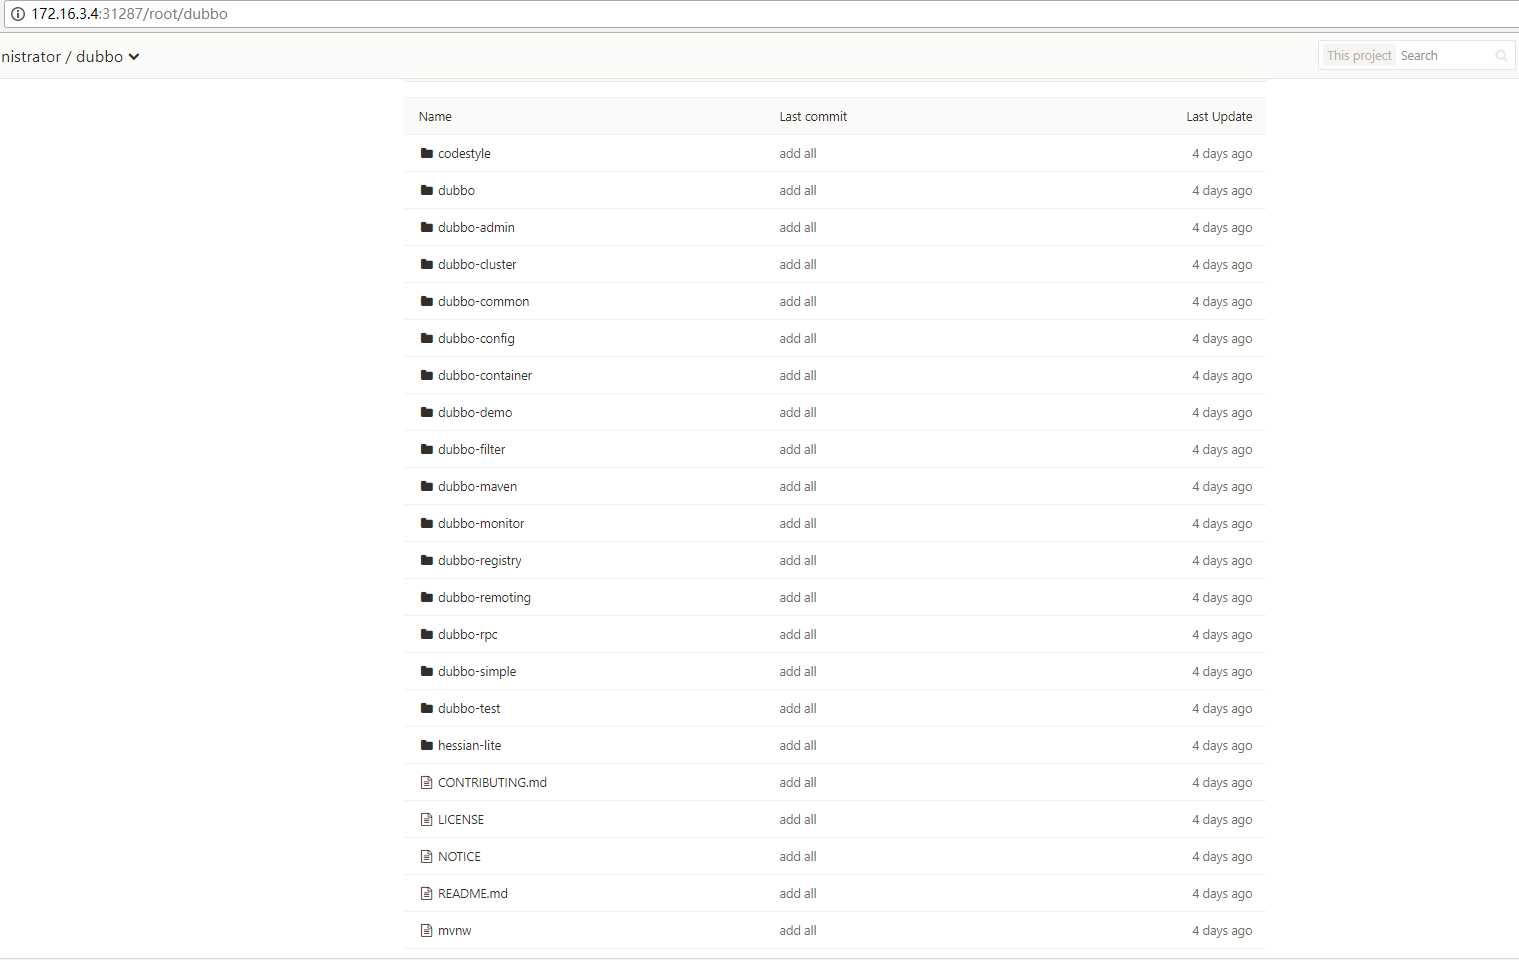 172.16.3.4:31287/root/dubbo
nistrator / dubbo
This project Search
Name Last commit Last Update
codestyle add all 4 days ago
dubbo add all 4 days ago
dubbo-admin add all 4 days ago
dubbo-cluster add all 4 days ago
dubbo-common add all 4 days ago
dubbo-config add all 4 days ago
dubbo-container add all 4 days ago
dubbo-demo add all 4 days ago
dubbo-filter add all 4 days ago
dubbo-maven add all 4 days ago
dubbo-monitor add all 4 days ago
dubbo-registry add all 4 days ago
dubbo-remoting add all 4 days ago
dubbo-rpc add all 4 days ago
dubbo-simple add all 4 days ago
dubbo-test add all 4 days ago
hessian-lite add all 4 days ago
CONTRIBUTING.md add all 4 days ago
LICENSE add all 4 days ago
NOTICE add all 4 days ago
README.md add all 4 days ago
mvnw add all 4 days ago